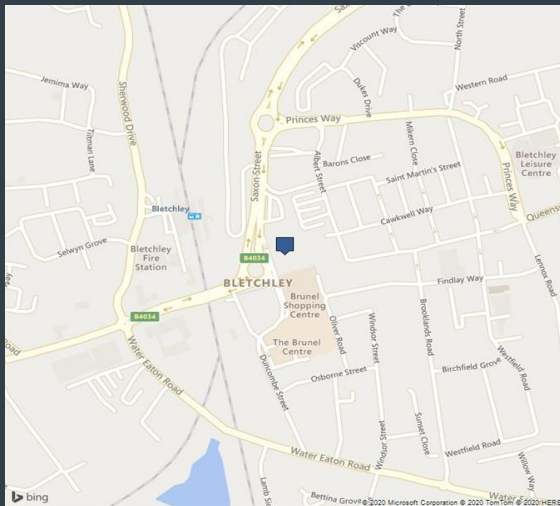 The
Viscount Way
North Street
Jemima Way
Sherwood Drive
Dukes Drive
Western Road
Princes Way
Titman Lane
Saxon Street
Albert Street
Mikern Close
Barons Close
Saint Martin's Street
Bletchley
Leisure
Centre
Princes Way
Bletchley
Cawkwell Way
Selwyn Grove
Bletchley
Fire
Station
B4034
BLETCHLEY
Findlay Way
Lennox Road
Brunel
Shopping
Centre
B4034
Oliver Road
Windsor Street
Brooklands Road
The Brunel
Centre
Water Eaton Road
Duncombe Street
Osborne Street
Birchfield Grove
Westfield Road
Sunset Close
Windsor Street
Westfield Road
Water Eaton Road
Willow Way
bing
Bettina Grove
© 2020 Microsoft Corporation © 2020 TomTom © 2020 HERE